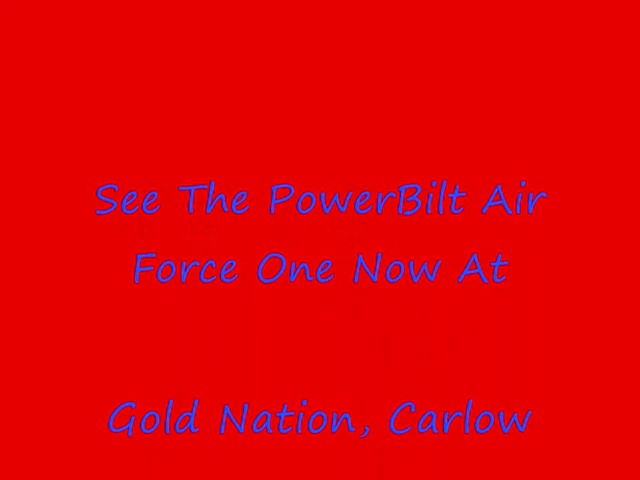 See The PowerBilt Air
Force One Now At
Gold Nation, Carlow